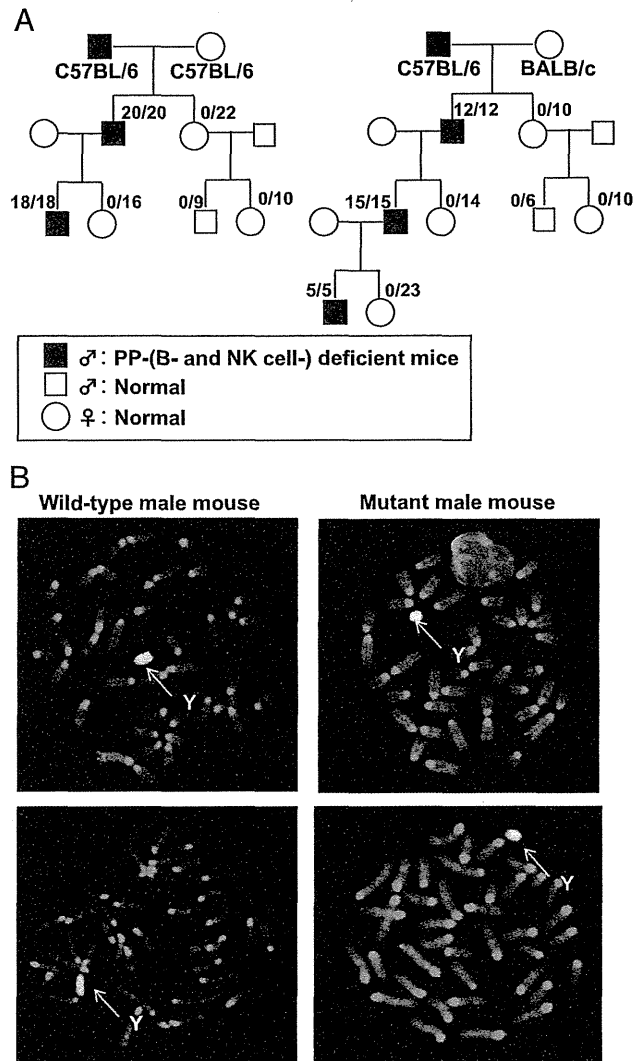 A
C57BL/6 C57BL/6 C57BL/6 BALB/c
20/20 0/22 12/12 0/10
18/18 0/16 0/9 0/10 15/15 0/14 0/6 0/10
5/5 0/23
♂: PP-(B- and NK cell-) deficient mice
♂: Normal
♀: Normal
B
Wild-type male mouse Mutant male mouse
Y
Y
Y
Y